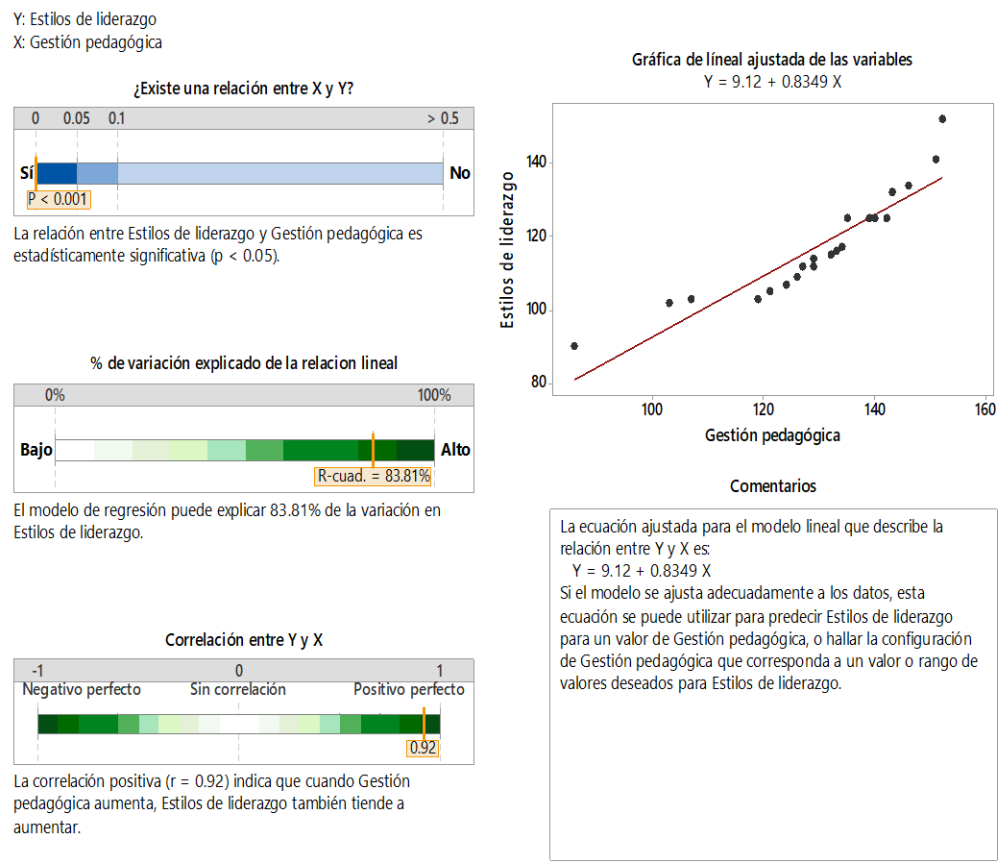 Y: Estilos de liderazgo
X: Gestión pedagógica
¿Existe una relación entre X y Y?
0 0.05 0.1 > 0.5
Sí No
P < 0.001
La relación entre Estilos de liderazgo y Gestión pedagógica es
estadísticamente significativa (p < 0.05).
% de variación explicado de la relacion lineal
0% 100%
Bajo Alto
R-cuad. = 83.81%
El modelo de regresión puede explicar 83.81% de la variación en
Estilos de liderazgo.
Correlación entre Y y X
-1 0 1
Negativo perfecto Sin correlación Positivo perfecto
0.92
La correlación positiva (r = 0.92) indica que cuando Gestión
pedagógica aumenta, Estilos de liderazgo también tiende a
aumentar.
Gráfica de líneal ajustada de las variables
Y = 9.12 + 0.8349 X
Estilos de liderazgo
140
120
100
80
100 120 140 160
Gestión pedagógica
Comentarios
La ecuación ajustada para el modelo lineal que describe la
relación entre Y y X es:
Y = 9.12 + 0.8349 X
Si el modelo se ajusta adecuadamente a los datos, esta
ecuación se puede utilizar para predecir Estilos de liderazgo
para un valor de Gestión pedagógica, o hallar la configuración
de Gestión pedagógica que corresponda a un valor o rango de
valores deseados para Estilos de liderazgo.